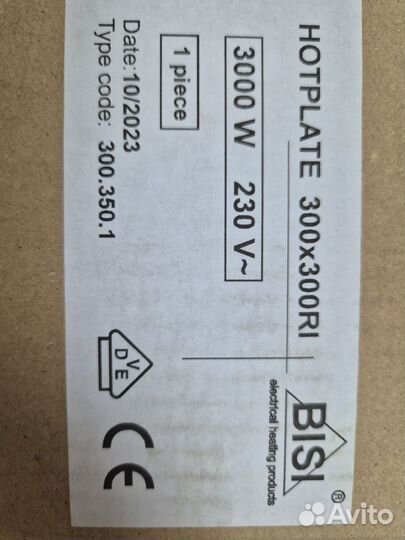 HOTPLATE 300x300RI
3000 W 230 V~
1 piece
Date:10/2023
Type code: 300.350.1
BISI ®
electrical heating products
DVE
CE
Avito